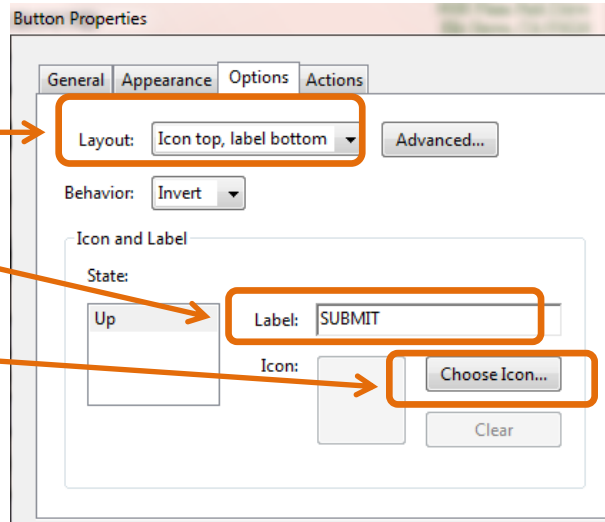 Button Properties
General Appearance Options Actions
Layout: Icon top, label bottom Advanced...
Behavior: Invert
Icon and Label
State:
Up
Label: SUBMIT
Icon: Choose Icon...
Clear